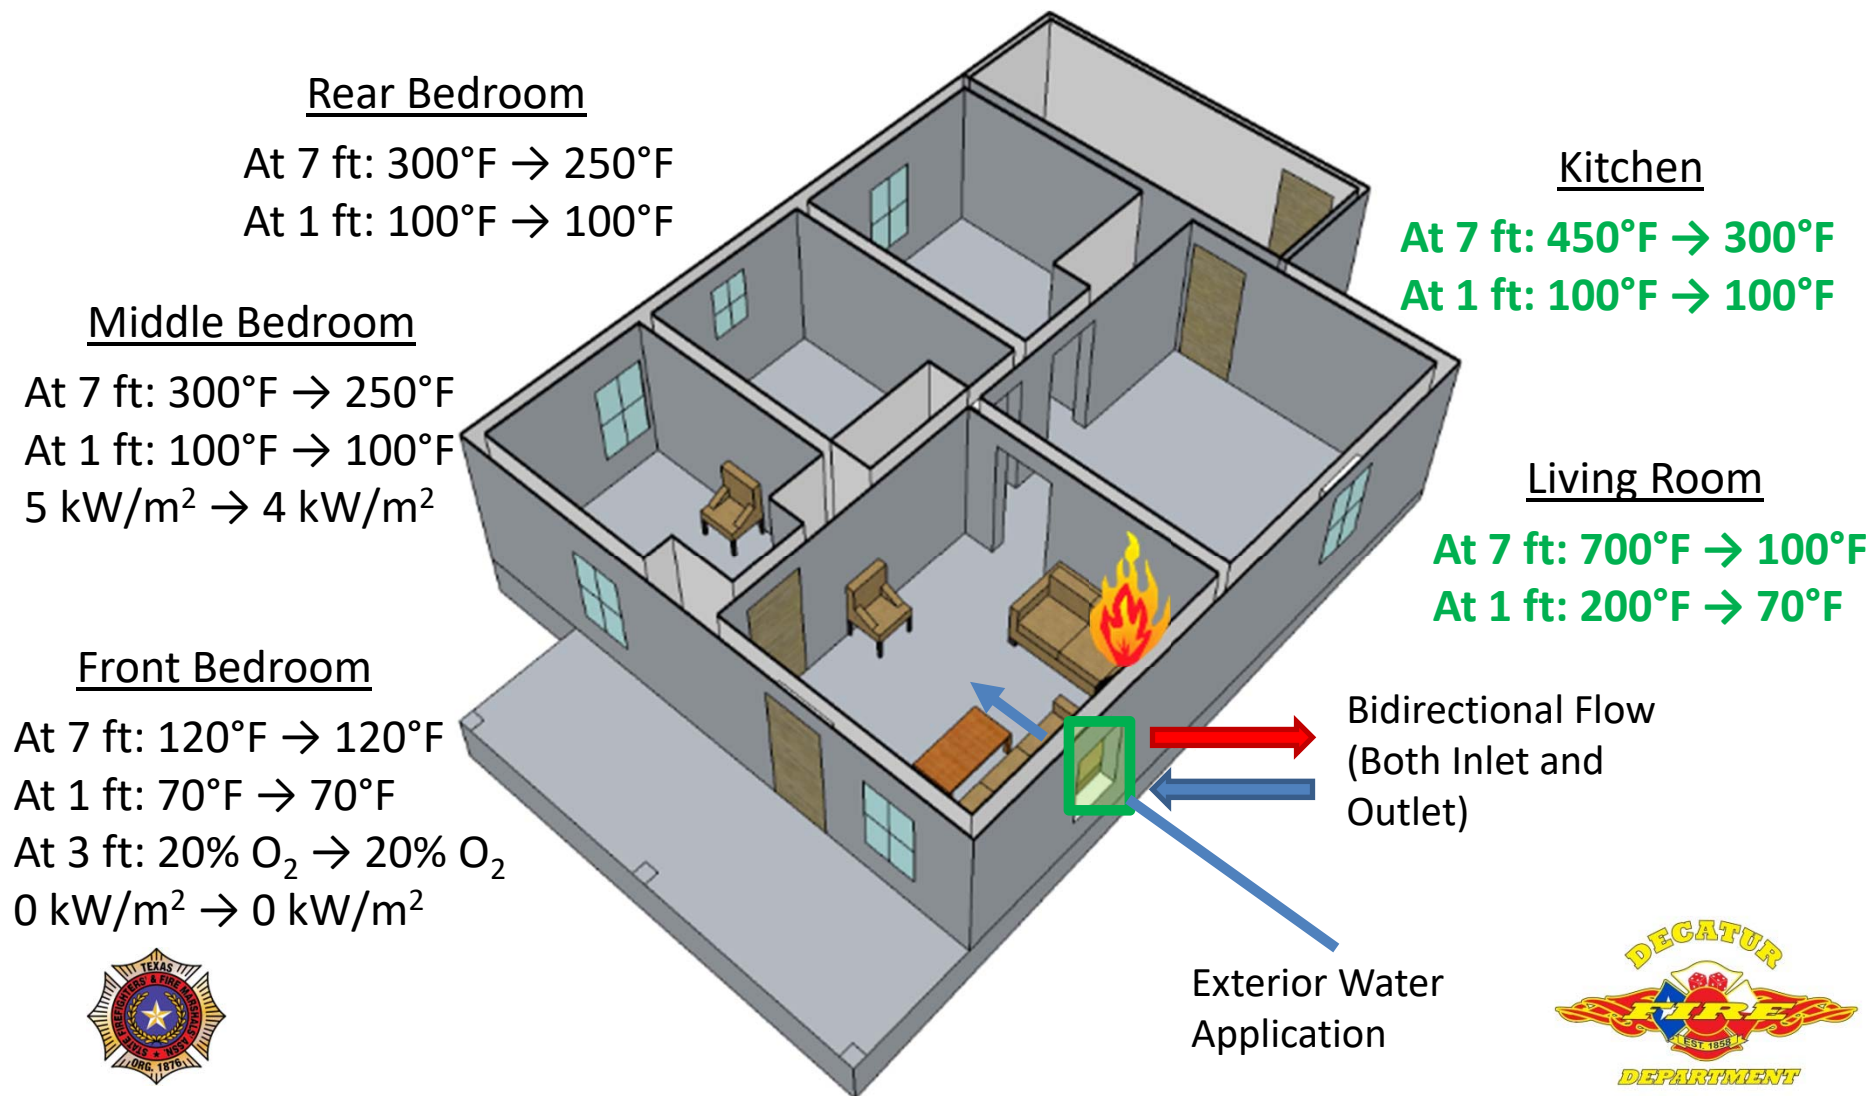 Rear Bedroom
At 7 ft: 300°F → 250°F
At 1 ft: 100°F → 100°F
Middle Bedroom
At 7 ft: 300°F → 250°F
At 1 ft: 100°F → 100°F
5 kW/m² → 4 kW/m²
Front Bedroom
At 7 ft: 120°F → 120°F
At 1 ft: 70°F → 70°F
At 3 ft: 20% O₂ → 20% O₂
0 kW/m² → 0 kW/m²
Kitchen
At 7 ft: 450°F → 300°F
At 1 ft: 100°F → 100°F
Living Room
At 7 ft: 700°F → 100°F
At 1 ft: 200°F → 70°F
Bidirectional Flow
(Both Inlet and
Outlet)
Exterior Water
Application
TEXAS
STATE FIREFIGHTERS' & FIRE MARSHALS' ASSN.
ORG. 1876
DECATUR
FIRE
EST. 1858
DEPARTMENT